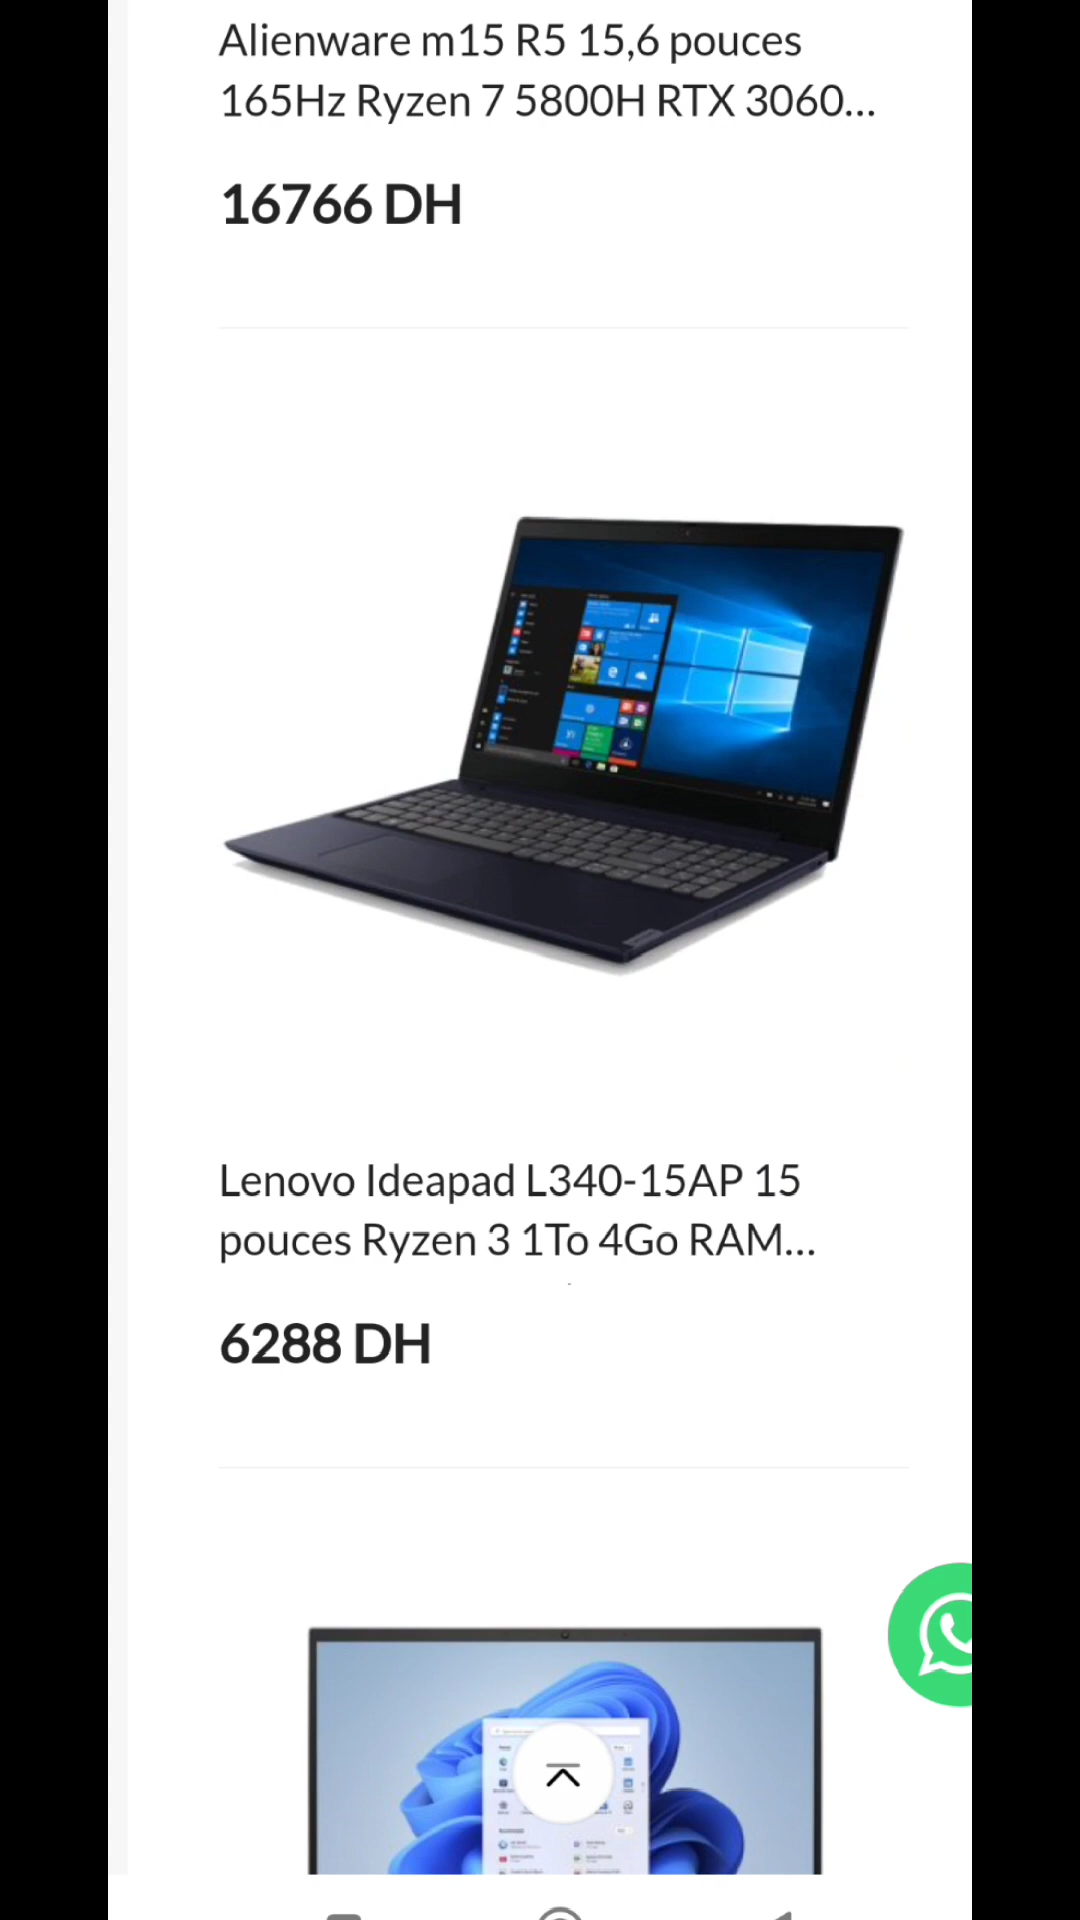 Alienware m15 R5 15,6 pouces
165Hz Ryzen 7 5800H RTX 3060...
16766 DH
Lenovo Ideapad L340-15AP 15
pouces Ryzen 3 1To 4Go RAM...
6288 DH